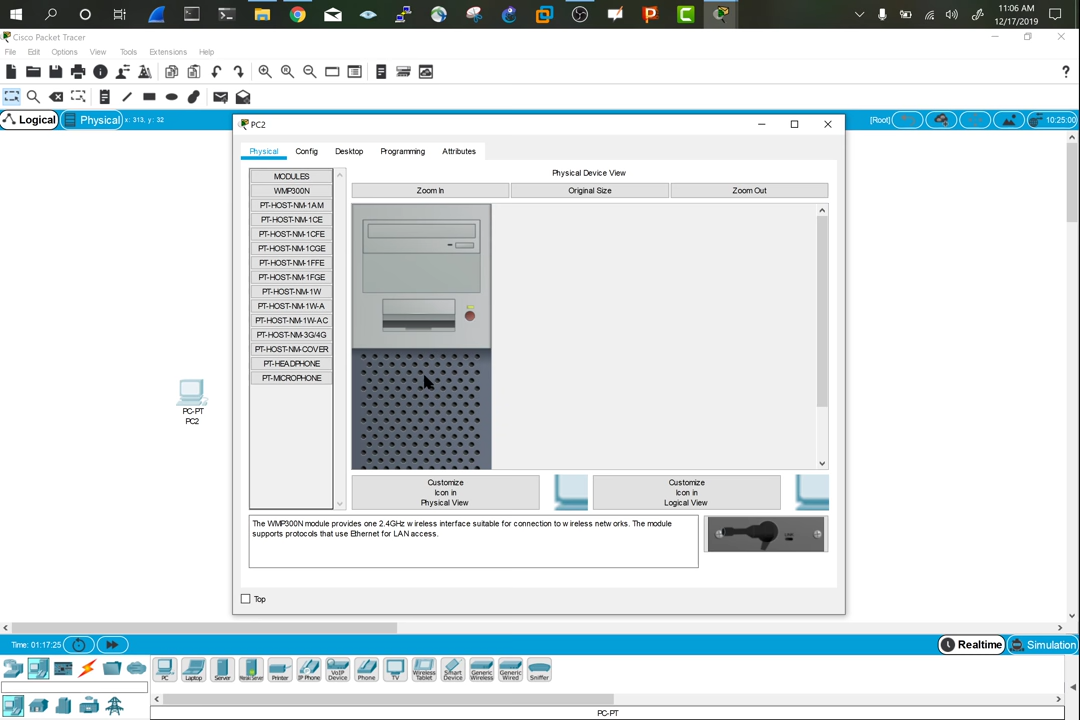 11:06 AM
12/17/2019
Cisco Packet Tracer
File Edit Options View Tools Extensions Help
Logical Physical x: 313, y: 32 [Root] 10:25:00
PC2
Physical Config Desktop Programming Attributes
MODULES
WMP300N
PT-HOST-NM-1AM
PT-HOST-NM-1CE
PT-HOST-NM-1CFE
PT-HOST-NM-1CGE
PT-HOST-NM-1FFE
PT-HOST-NM-1FGE
PT-HOST-NM-1W
PT-HOST-NM-1W-A
PT-HOST-NM-1W-AC
PT-HOST-NM-3G/4G
PT-HOST-NM-COVER
PT-HEADPHONE
PT-MICROPHONE
Physical Device View
Zoom In Original Size Zoom Out
PC-PT
PC2
Customize
Icon in
Physical View
Customize
Icon in
Logical View
The WMP300N module provides one 2.4GHz wireless interface suitable for connection to wireless networks. The module
supports protocols that use Ethernet for LAN access.
Top
Time: 01:17:25 Realtime Simulation
PC Laptop Server Printer IP Phone VoIP Device Phone TV Wireless Tablet Smart Device Generic Wireless Generic Wired Sniffer
PC-PT